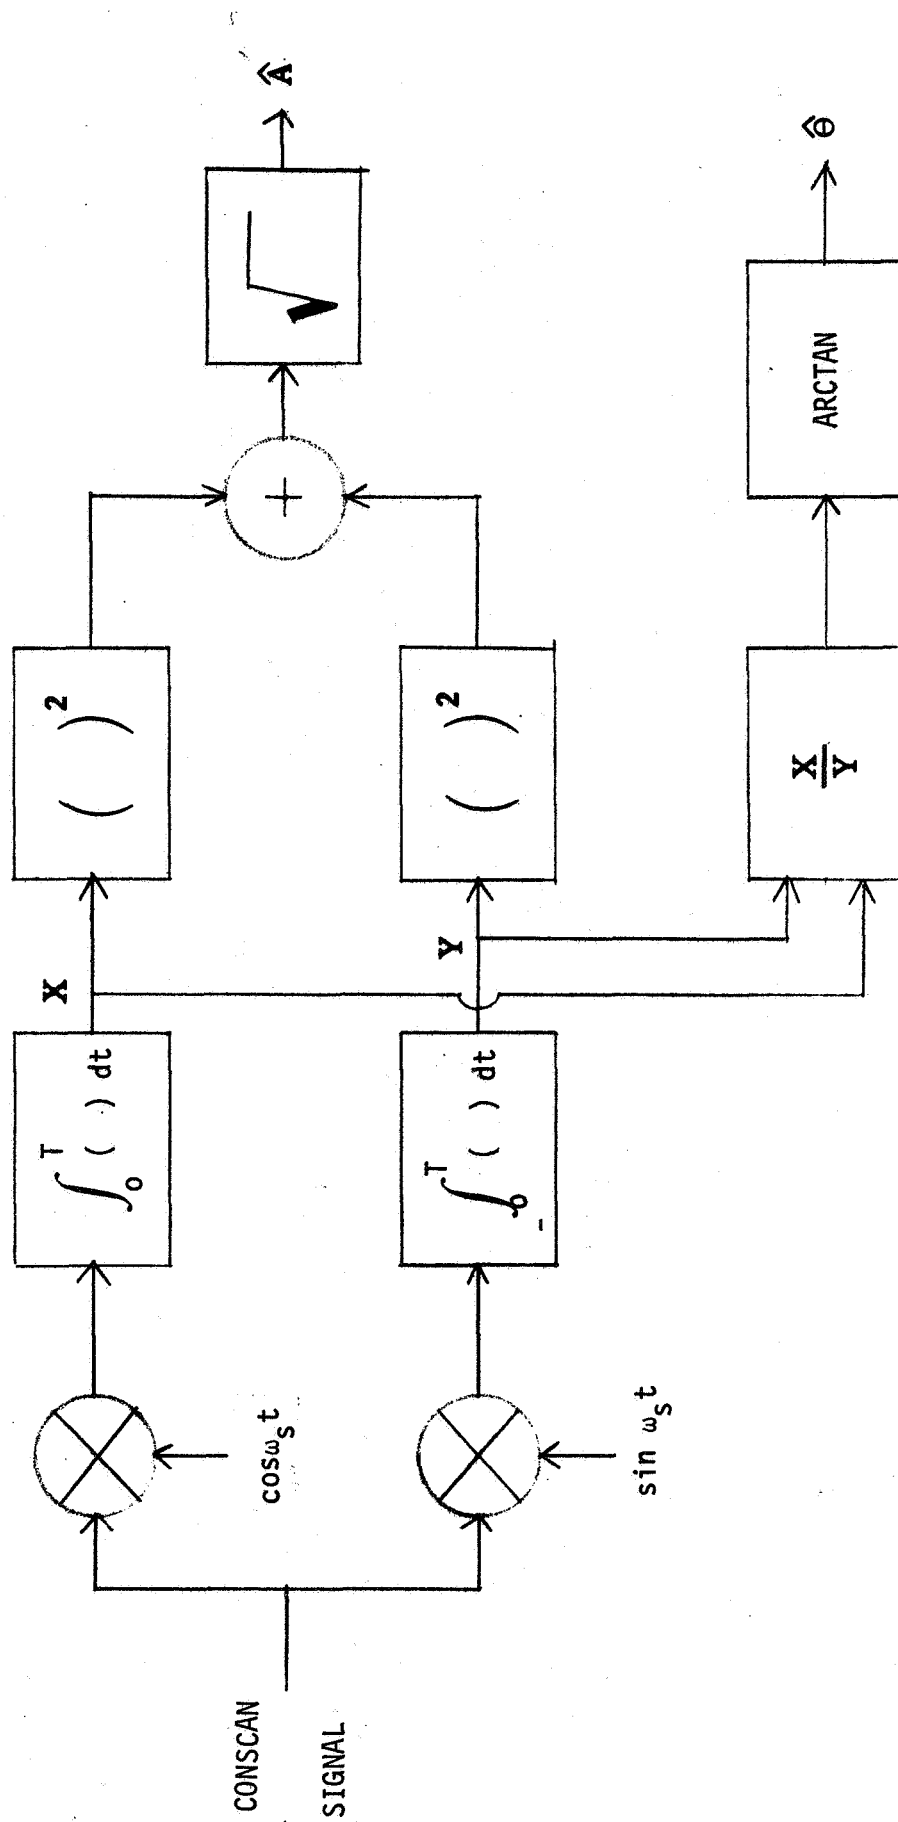 CONSCAN
SIGNAL
cosω_s t
sin ω_s t
∫_0^T ( ) dt
∫_0^T ( ) dt
X
Y
( )^2
( )^2
X/Y
+
√
Â
ARCTAN
θ̂